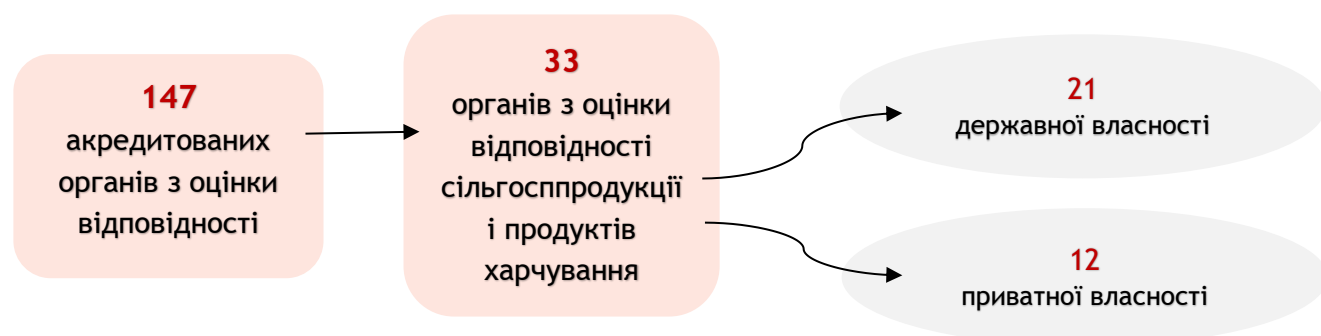 147
акредитованих
органів з оцінки
відповідності
33
органів з оцінки
відповідності
сільгосппродукції
і продуктів
харчування
21
державної власності
12
приватної власності